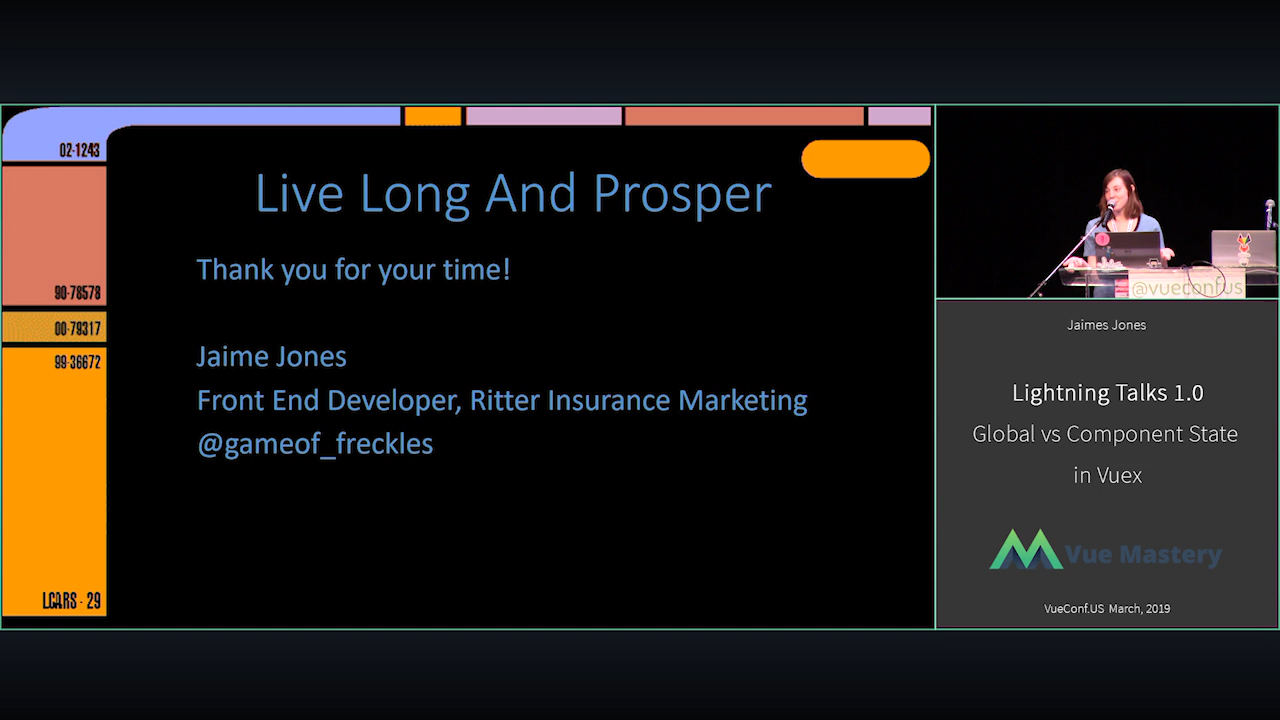 02-1243
90-78578
00-79317
99-36672
LCARS - 29
Live Long And Prosper
Thank you for your time!
Jaime Jones
Front End Developer, Ritter Insurance Marketing
@gameof_freckles
@vueconfus
Jaimes Jones
Lightning Talks 1.0
Global vs Component State
in Vuex
Vue Mastery
VueConf.US March, 2019